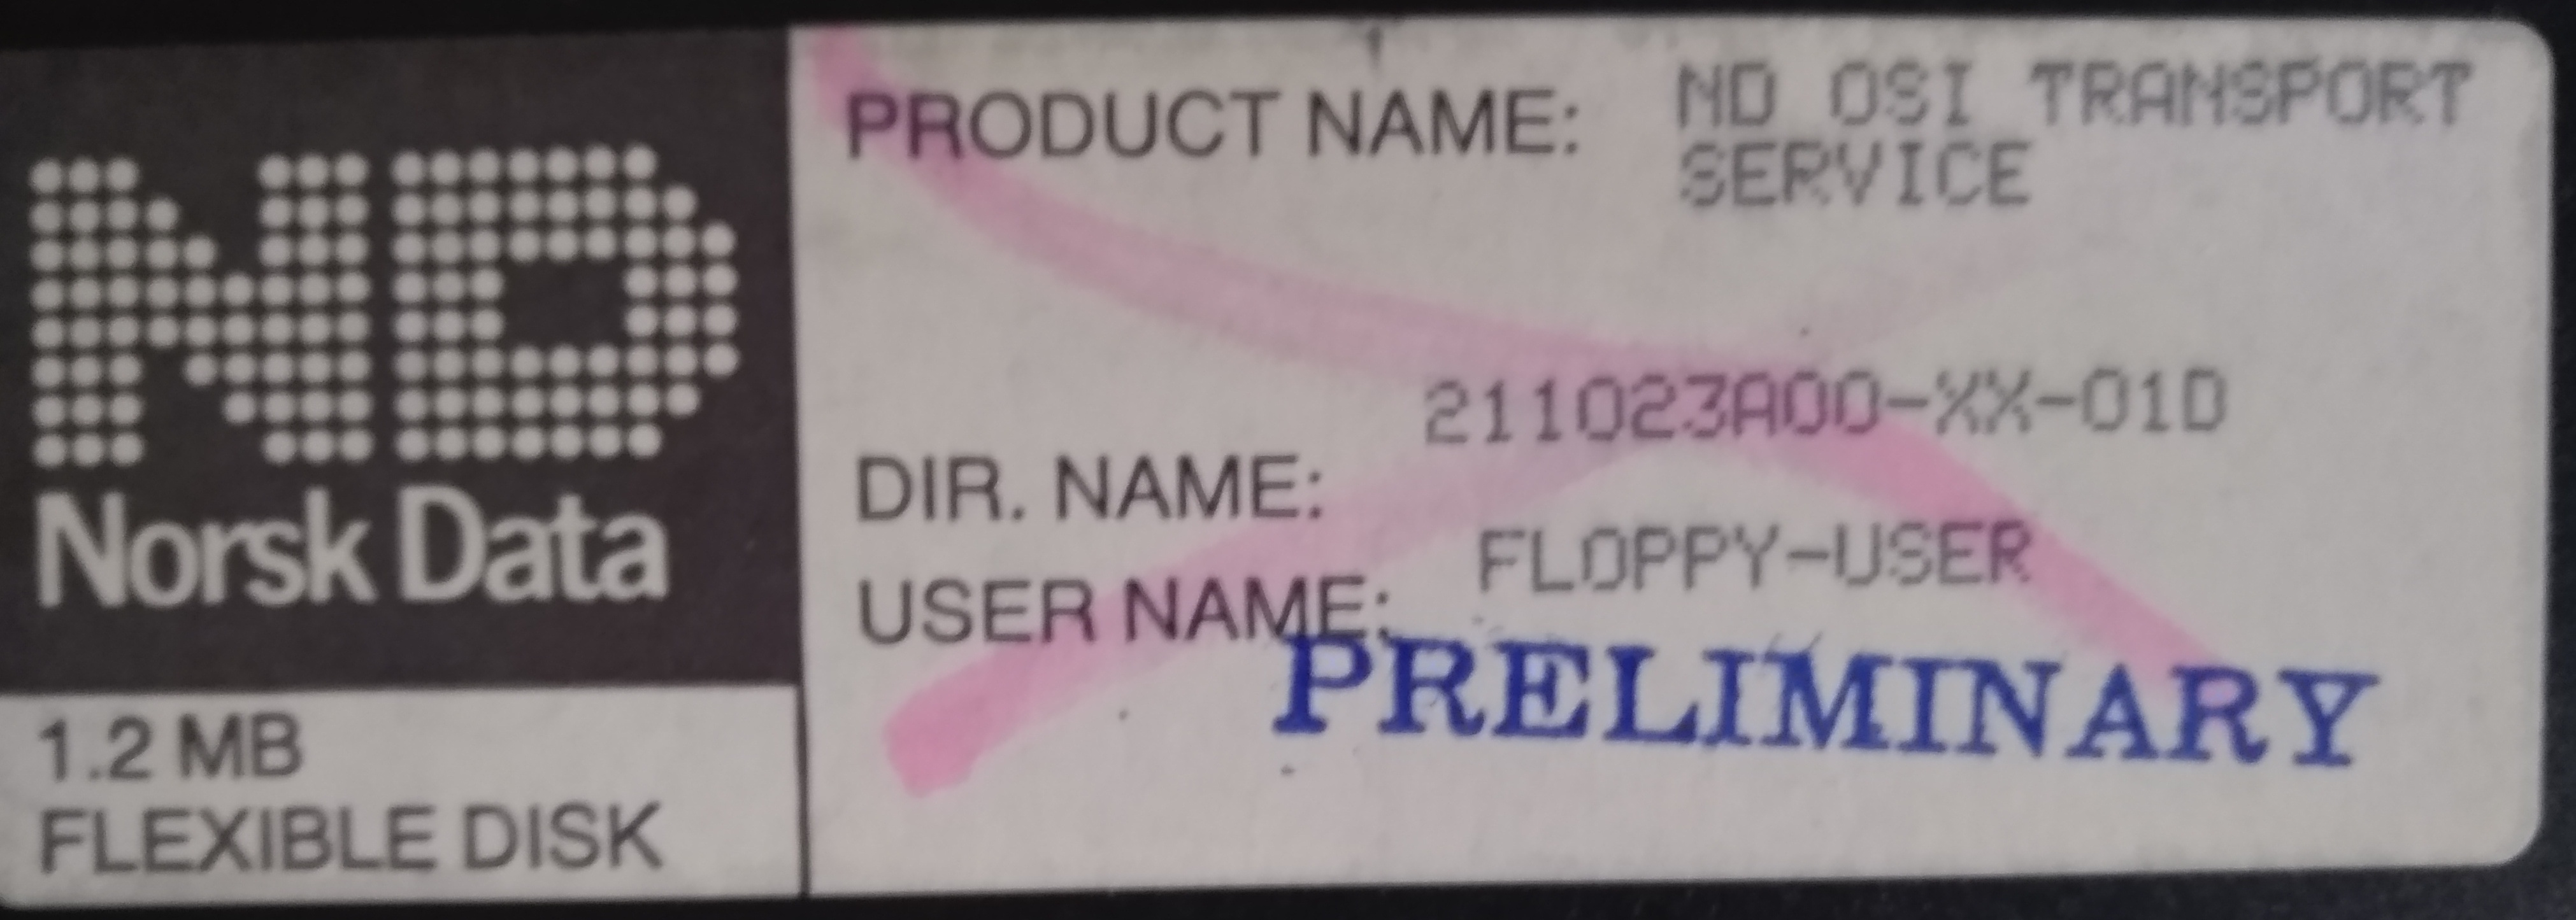 ND
Norsk Data
1.2 MB
FLEXIBLE DISK
PRODUCT NAME: ND OSI TRANSPORT
SERVICE
211023A00-XX-01D
DIR. NAME:
FLOPPY-USER
USER NAME:
PRELIMINARY